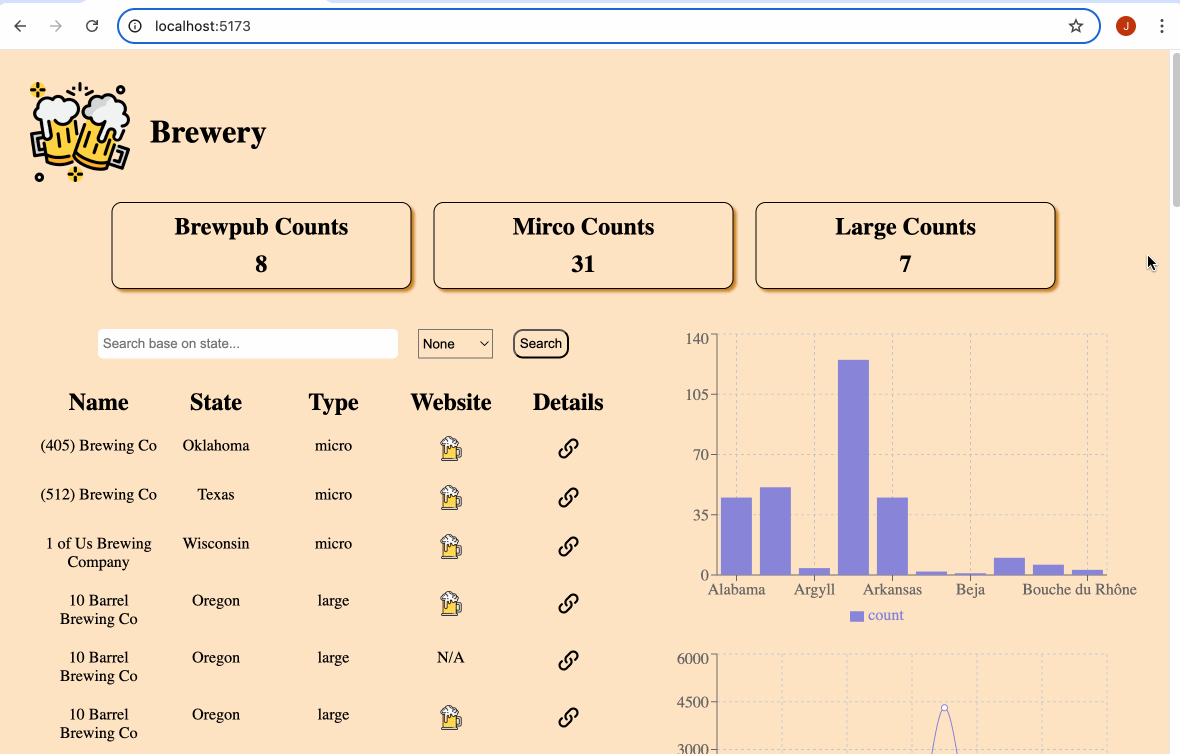 localhost:5173
J
Brewery
Brewpub Counts
8
Mirco Counts
31
Large Counts
7
Search base on state...
None
Search
Name State Type Website Details
(405) Brewing Co Oklahoma micro
(512) Brewing Co Texas micro
1 of Us Brewing Wisconsin micro
Company
10 Barrel Oregon large
Brewing Co
10 Barrel Oregon large N/A
Brewing Co
10 Barrel Oregon large
Brewing Co
140
105
70
35
0
Alabama Argyll Arkansas Beja Bouche du Rhône
count
6000
4500
3000